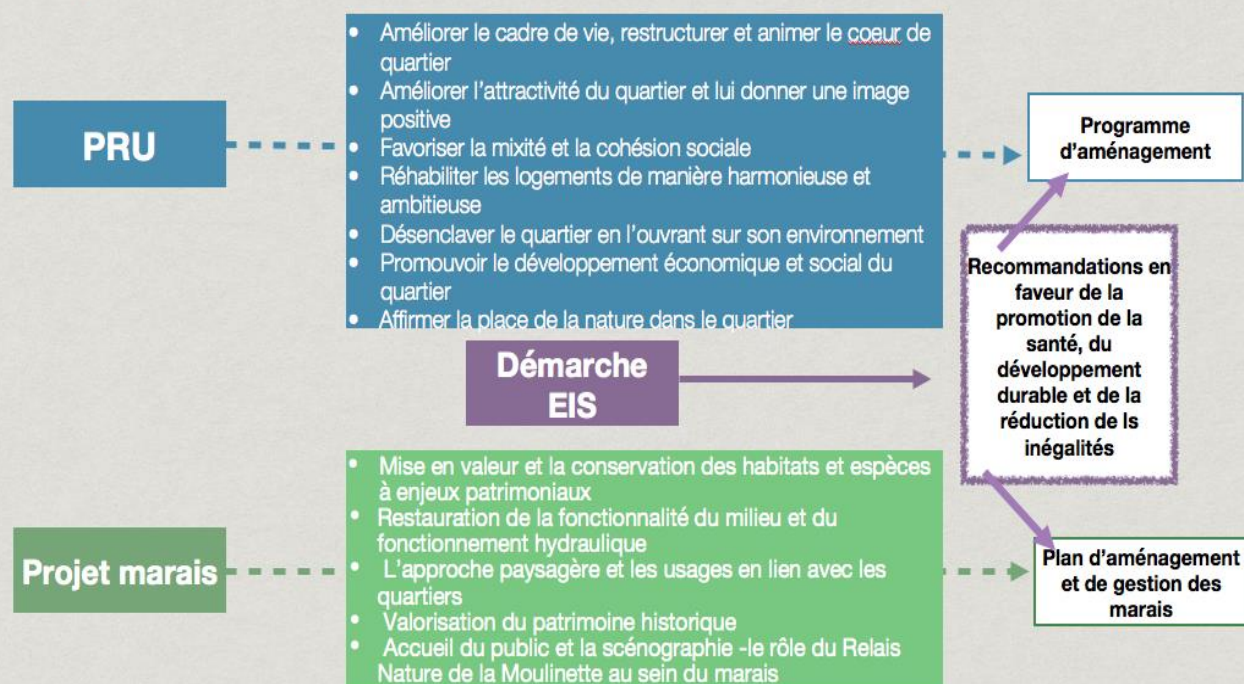 PRU
• Améliorer le cadre de vie, restructurer et animer le coeur de
quartier
• Améliorer l'attractivité du quartier et lui donner une image
positive
• Favoriser la mixité et la cohésion sociale
• Réhabiliter les logements de manière harmonieuse et
ambitieuse
• Désenclaver le quartier en l'ouvrant sur son environnement
• Promouvoir le développement économique et social du
quartier
• Affirmer la place de la nature dans le quartier
Programme
d'aménagement
Démarche
EIS
Recommandations en
faveur de la
promotion de la
santé, du
développement
durable et de la
réduction de ls
inégalités
Projet marais
• Mise en valeur et la conservation des habitats et espèces
à enjeux patrimoniaux
• Restauration de la fonctionnalité du milieu et du
fonctionnement hydraulique
• L'approche paysagère et les usages en lien avec les
quartiers
• Valorisation du patrimoine historique
• Accueil du public et la scénographie -le rôle du Relais
Nature de la Moulinette au sein du marais
Plan d'aménagement
et de gestion des
marais